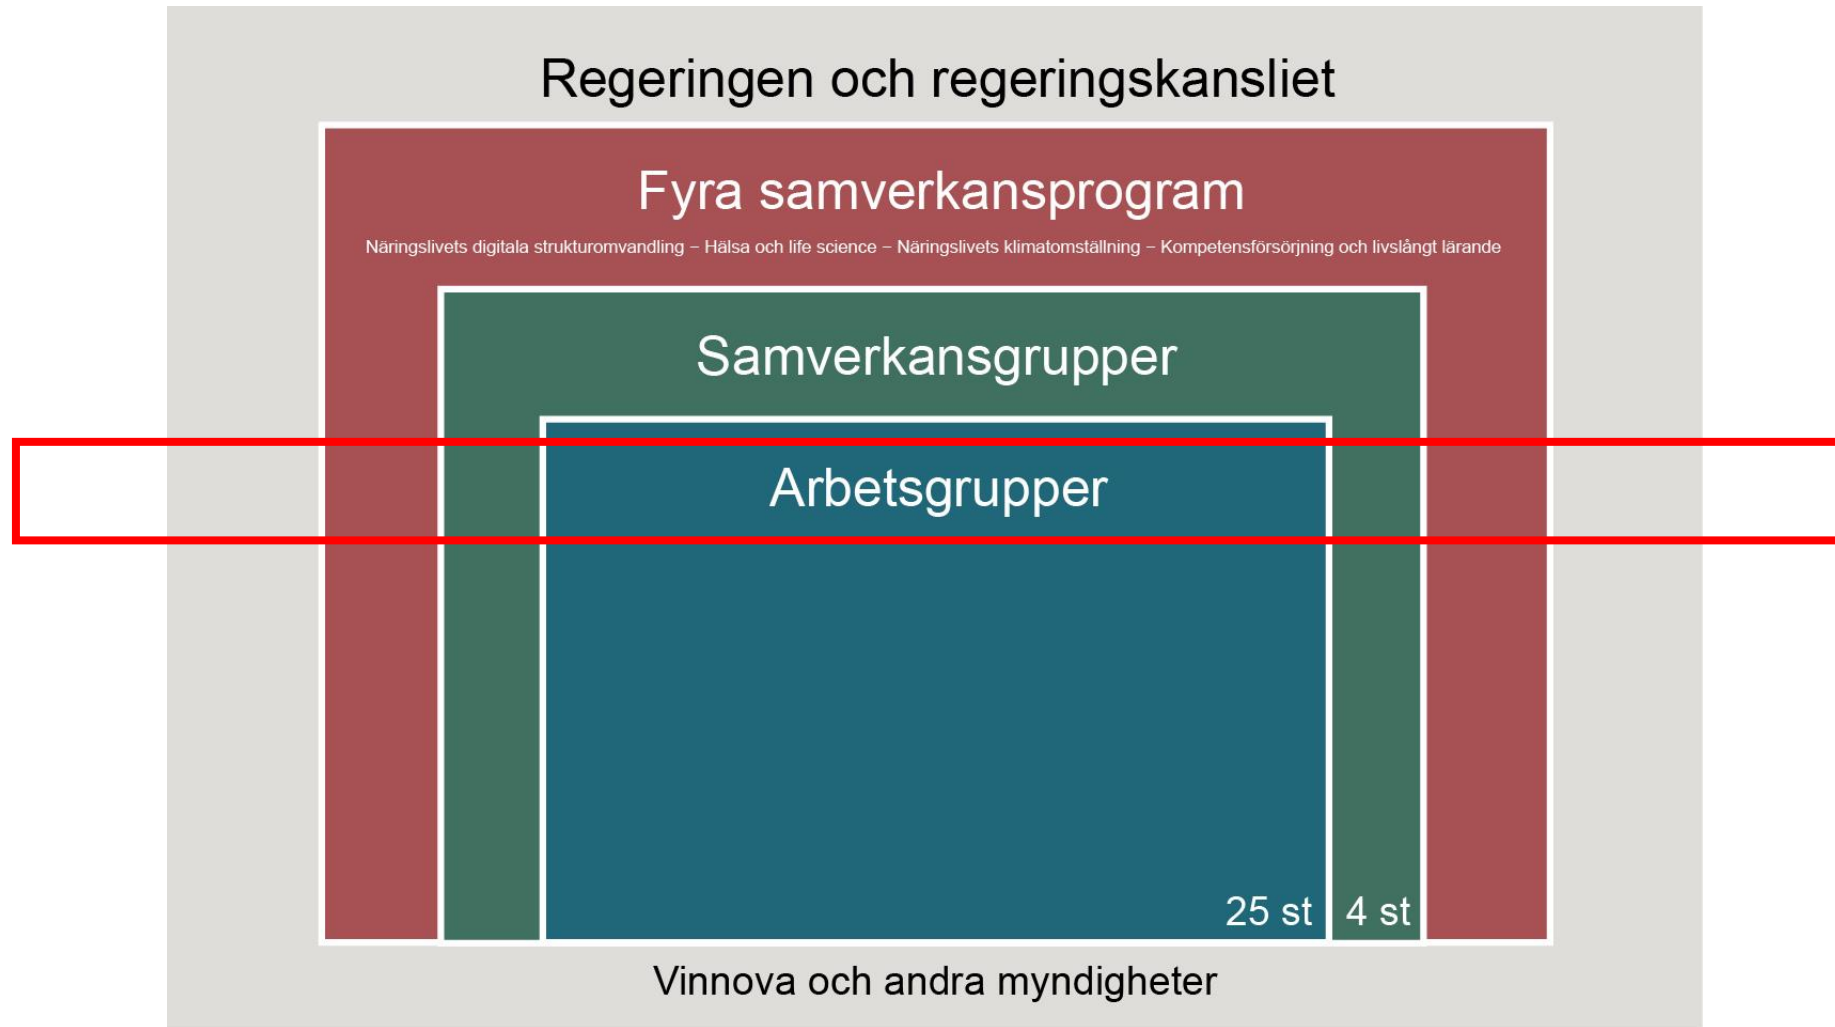 Regeringen och regeringskansliet
Fyra samverkansprogram
Näringslivets digitala strukturomvandling – Hälsa och life science – Näringslivets klimatomställning – Kompetensförsörjning och livslångt lärande
Samverkansgrupper
Arbetsgrupper
25 st
4 st
Vinnova och andra myndigheter